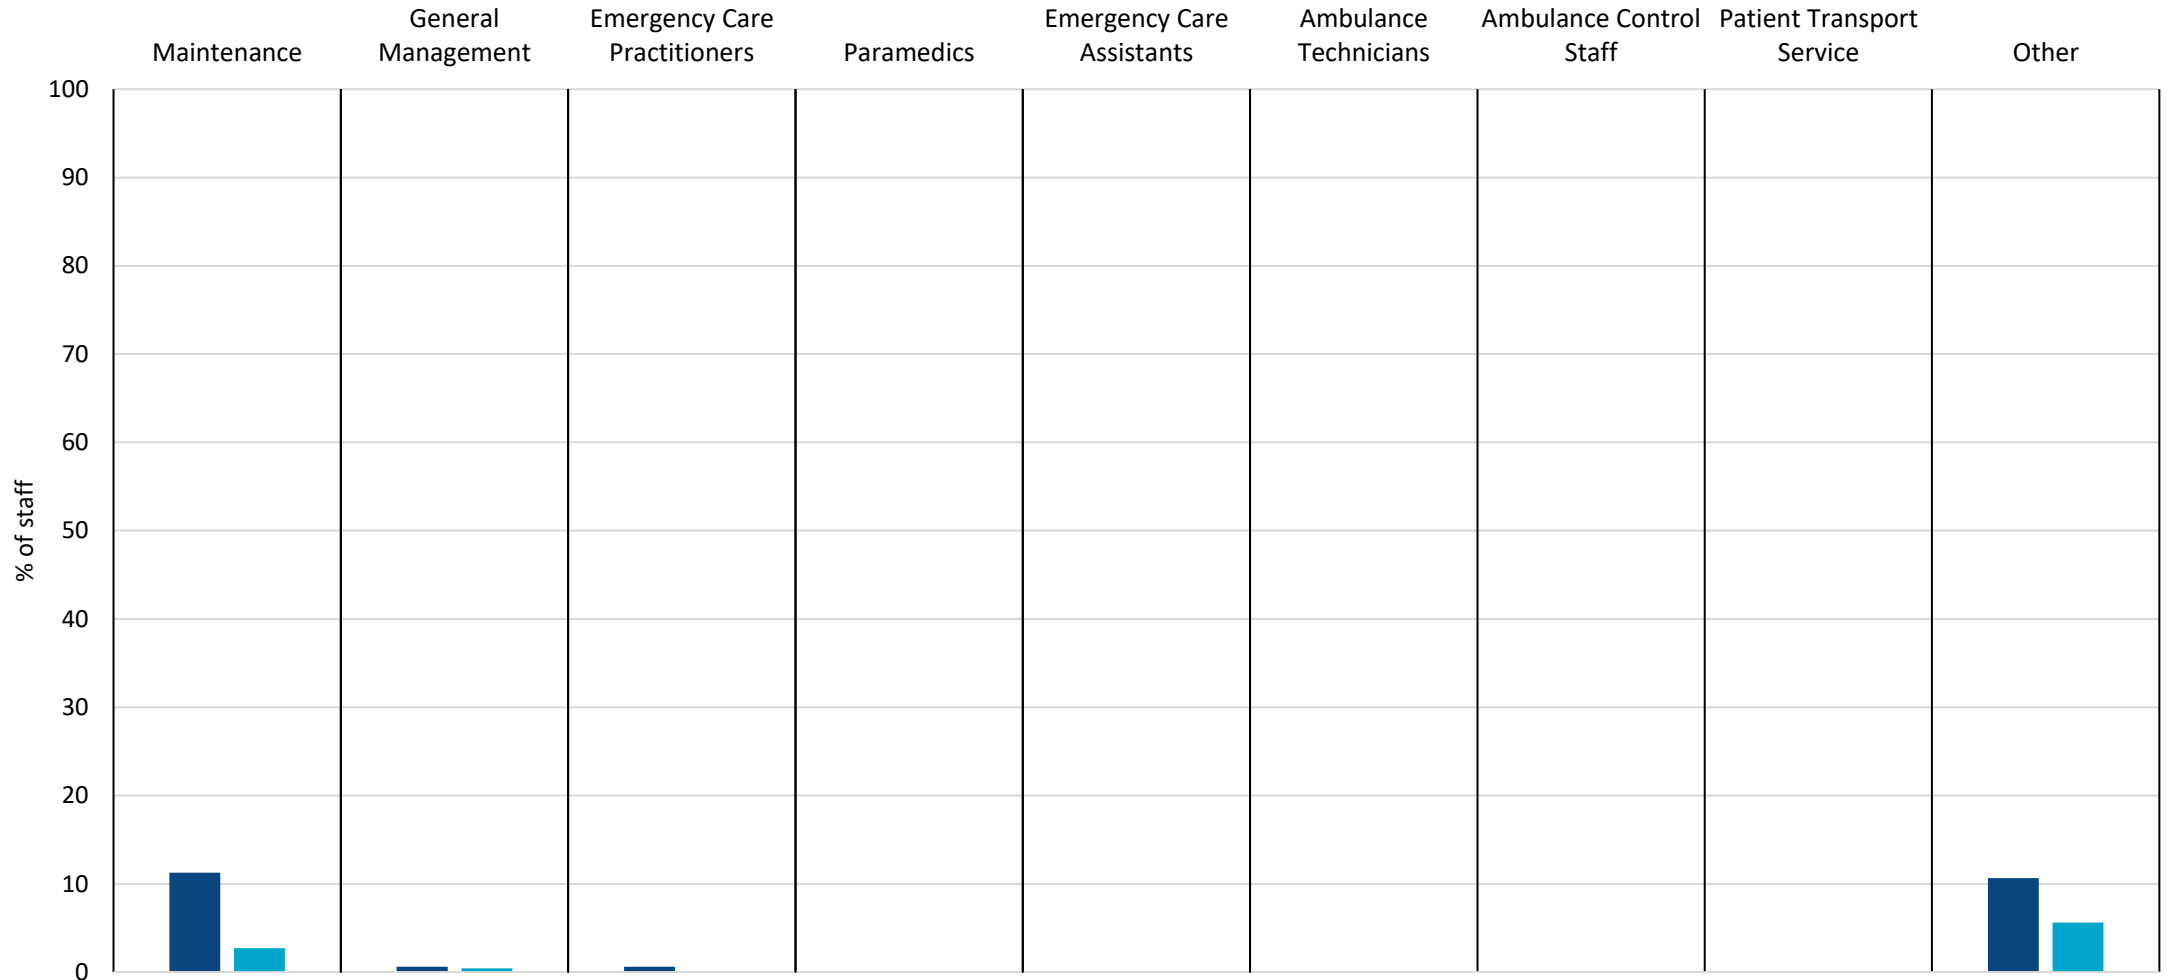 Maintenance
General
Management
Emergency Care
Practitioners
Paramedics
Emergency Care
Assistants
Ambulance
Technicians
Ambulance Control
Staff
Patient Transport
Service
Other
100
90
80
70
60
50
40
30
20
10
0
% of staff